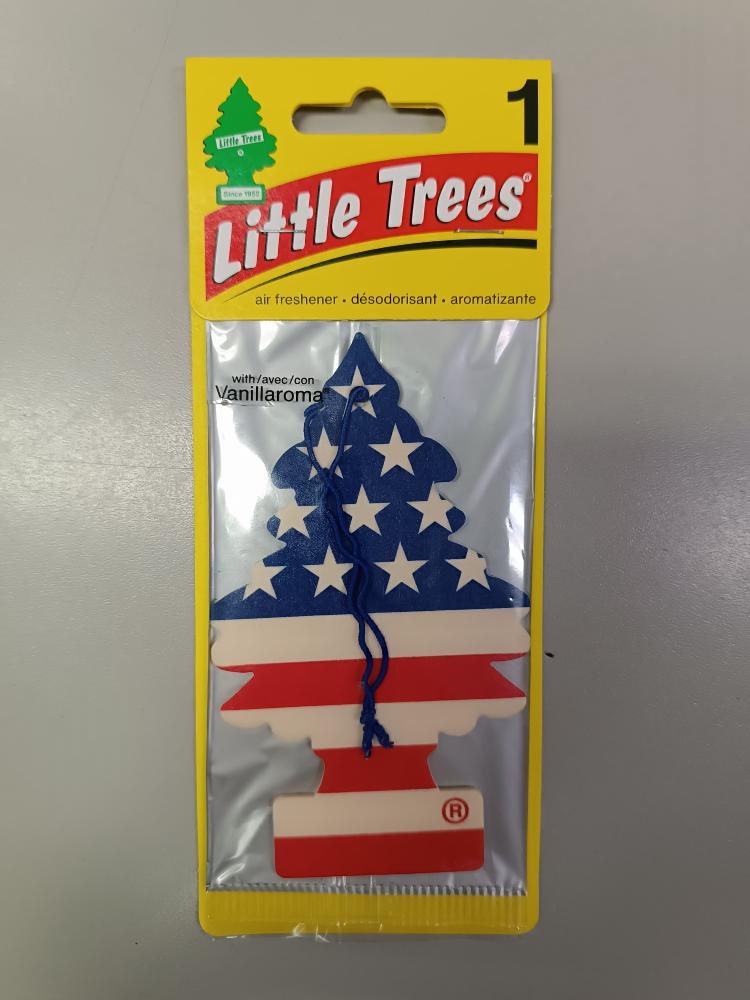 1
Little Trees
Since 1952
Little Trees®
air freshener • désodorisant • aromatizante
with/avec/con
Vanillaroma®
®